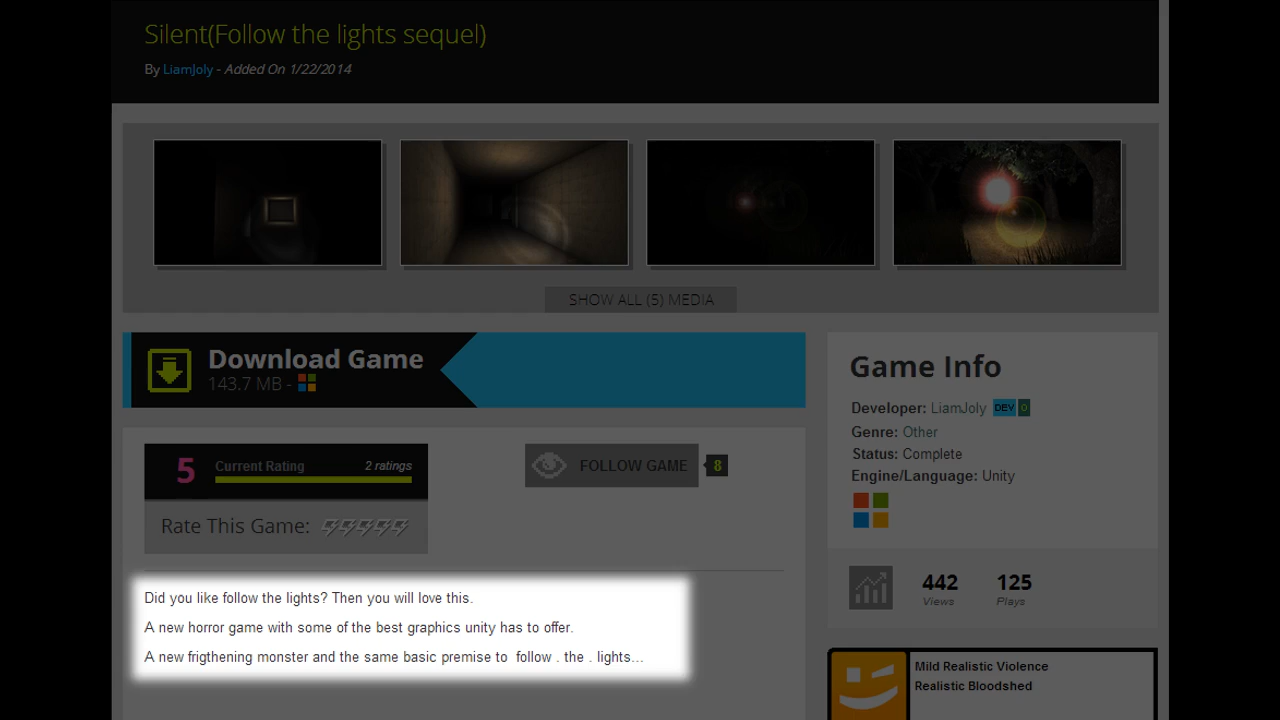 Silent(Follow the lights sequel)
By LiamJoly - Added On 1/22/2014
SHOW ALL (5) MEDIA
Download Game
143.7 MB -
5 Current Rating 2 ratings
FOLLOW GAME 8
Rate This Game:
Did you like follow the lights? Then you will love this.
A new horror game with some of the best graphics unity has to offer.
A new frigthening monster and the same basic premise to  follow . the . lights...
Game Info
Developer: LiamJoly DEV 0
Genre: Other
Status: Complete
Engine/Language: Unity
442 125
Views Plays
Mild Realistic Violence
Realistic Bloodshed